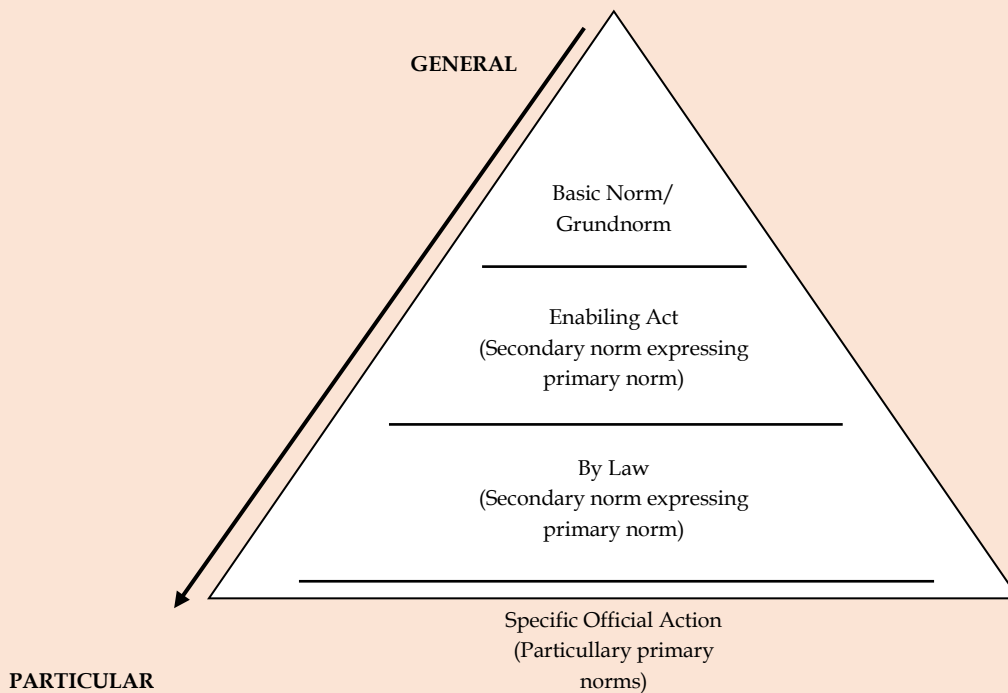 GENERAL
Basic Norm/
Grundnorm
Enabiling Act
(Secondary norm expressing
primary norm)
By Law
(Secondary norm expressing
primary norm)
Specific Official Action
(Particullary primary
norms)
PARTICULAR